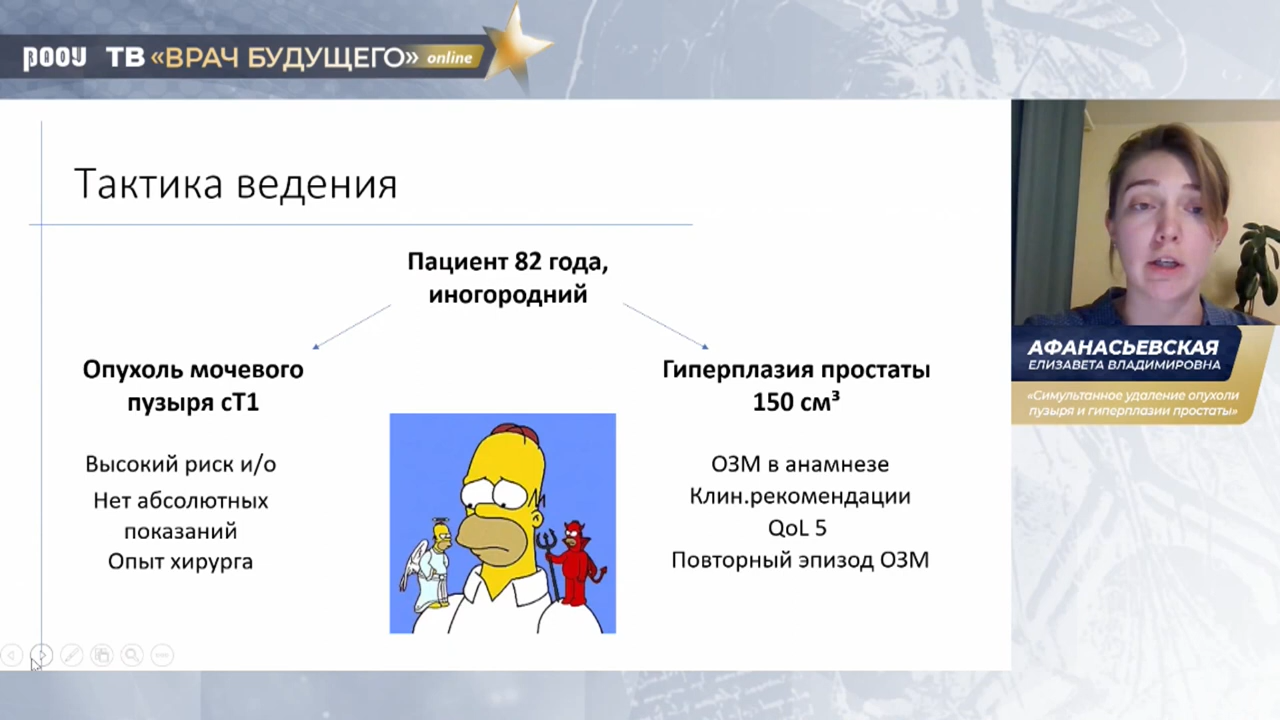 РООУ ТВ «ВРАЧ БУДУЩЕГО» online
Тактика ведения
Пациент 82 года,
иногородний
Опухоль мочевого
пузыря сТ1
Высокий риск и/о
Нет абсолютных
показаний
Опыт хирурга
Гиперплазия простаты
150 см³
ОЗМ в анамнезе
Клин.рекомендации
QoL 5
Повторный эпизод ОЗМ
АФАНАСЬЕВСКАЯ
ЕЛИЗАВЕТА ВЛАДИМИРОВНА
«Симультанное удаление опухоли
пузыря и гиперплазии простаты»